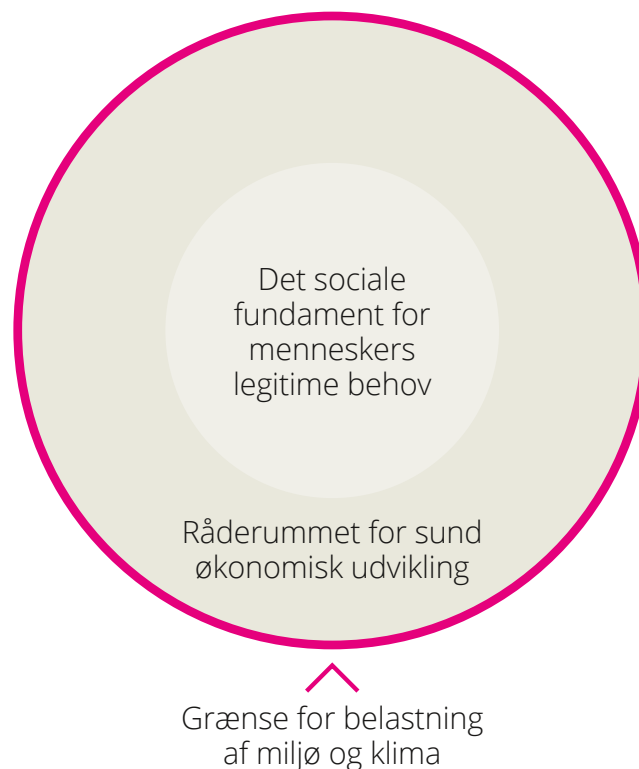 Det sociale
fundament for
menneskers
legitime behov
Råderummet for sund
økonomisk udvikling
Grænse for belastning
af miljø og klima